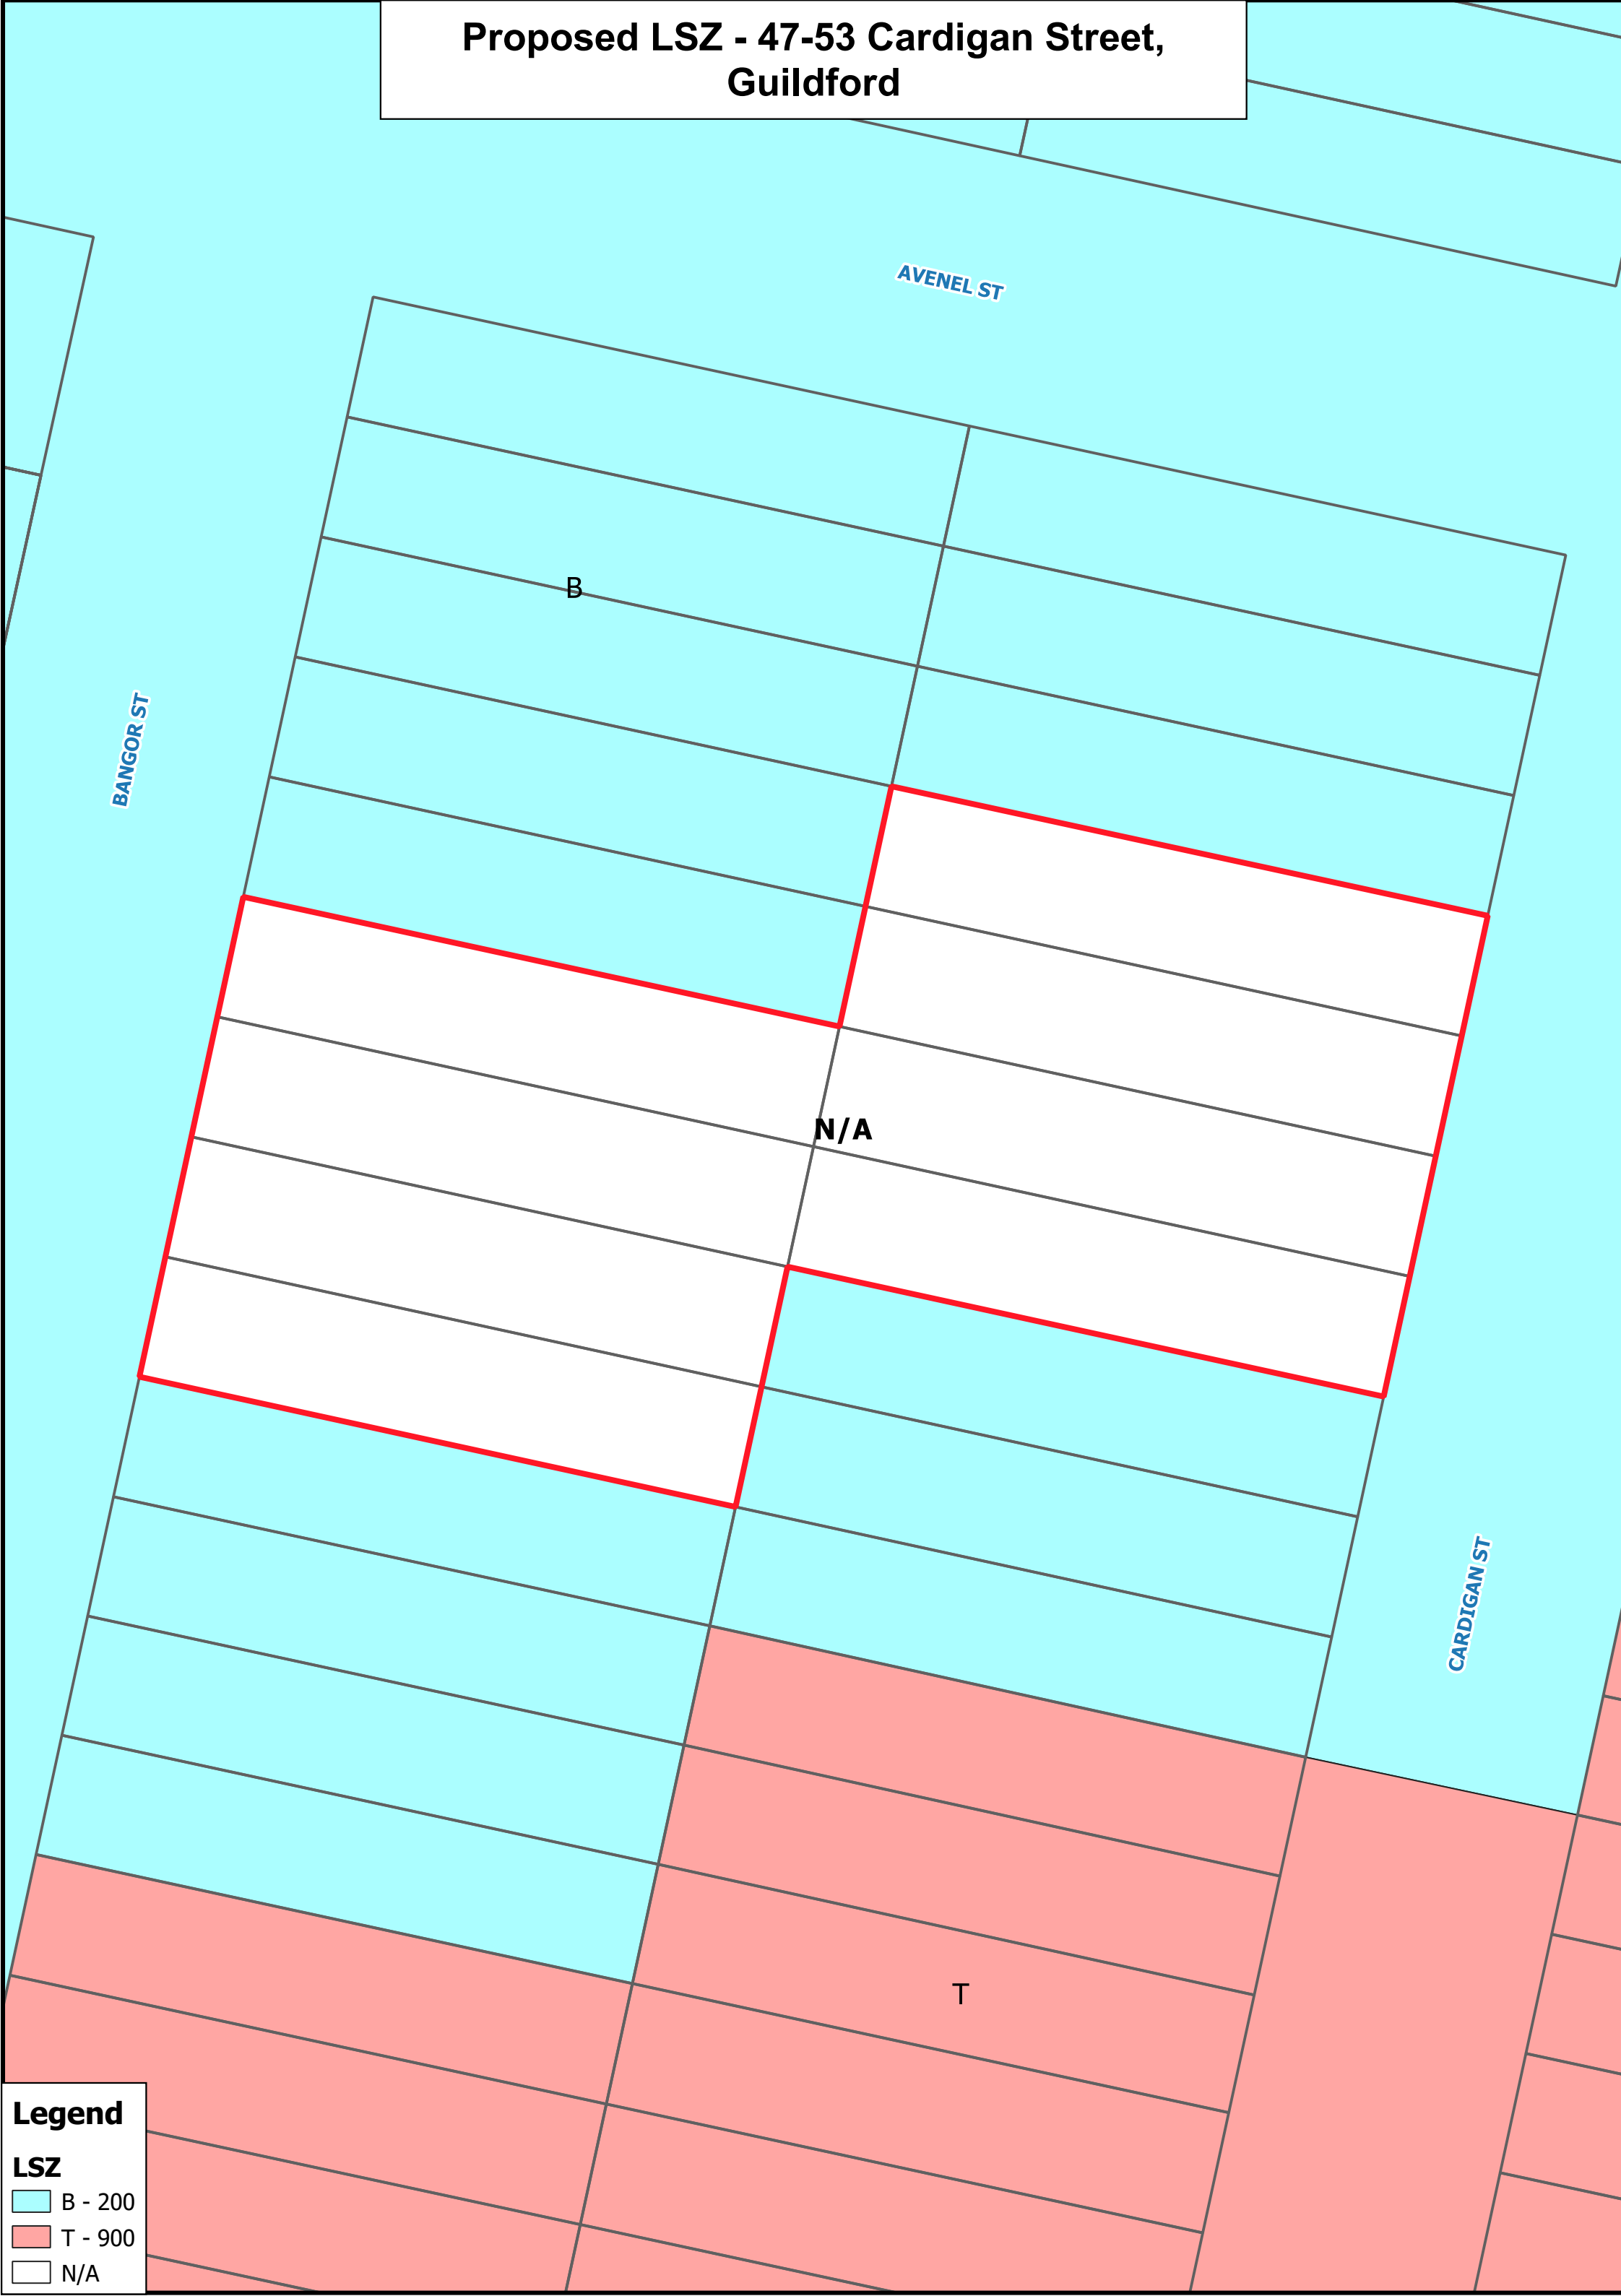 Proposed LSZ - 47-53 Cardigan Street,
Guildford
AVENEL ST
B
BANGOR ST
N/A
CARDIGAN ST
T
Legend
LSZ
B - 200
T - 900
N/A